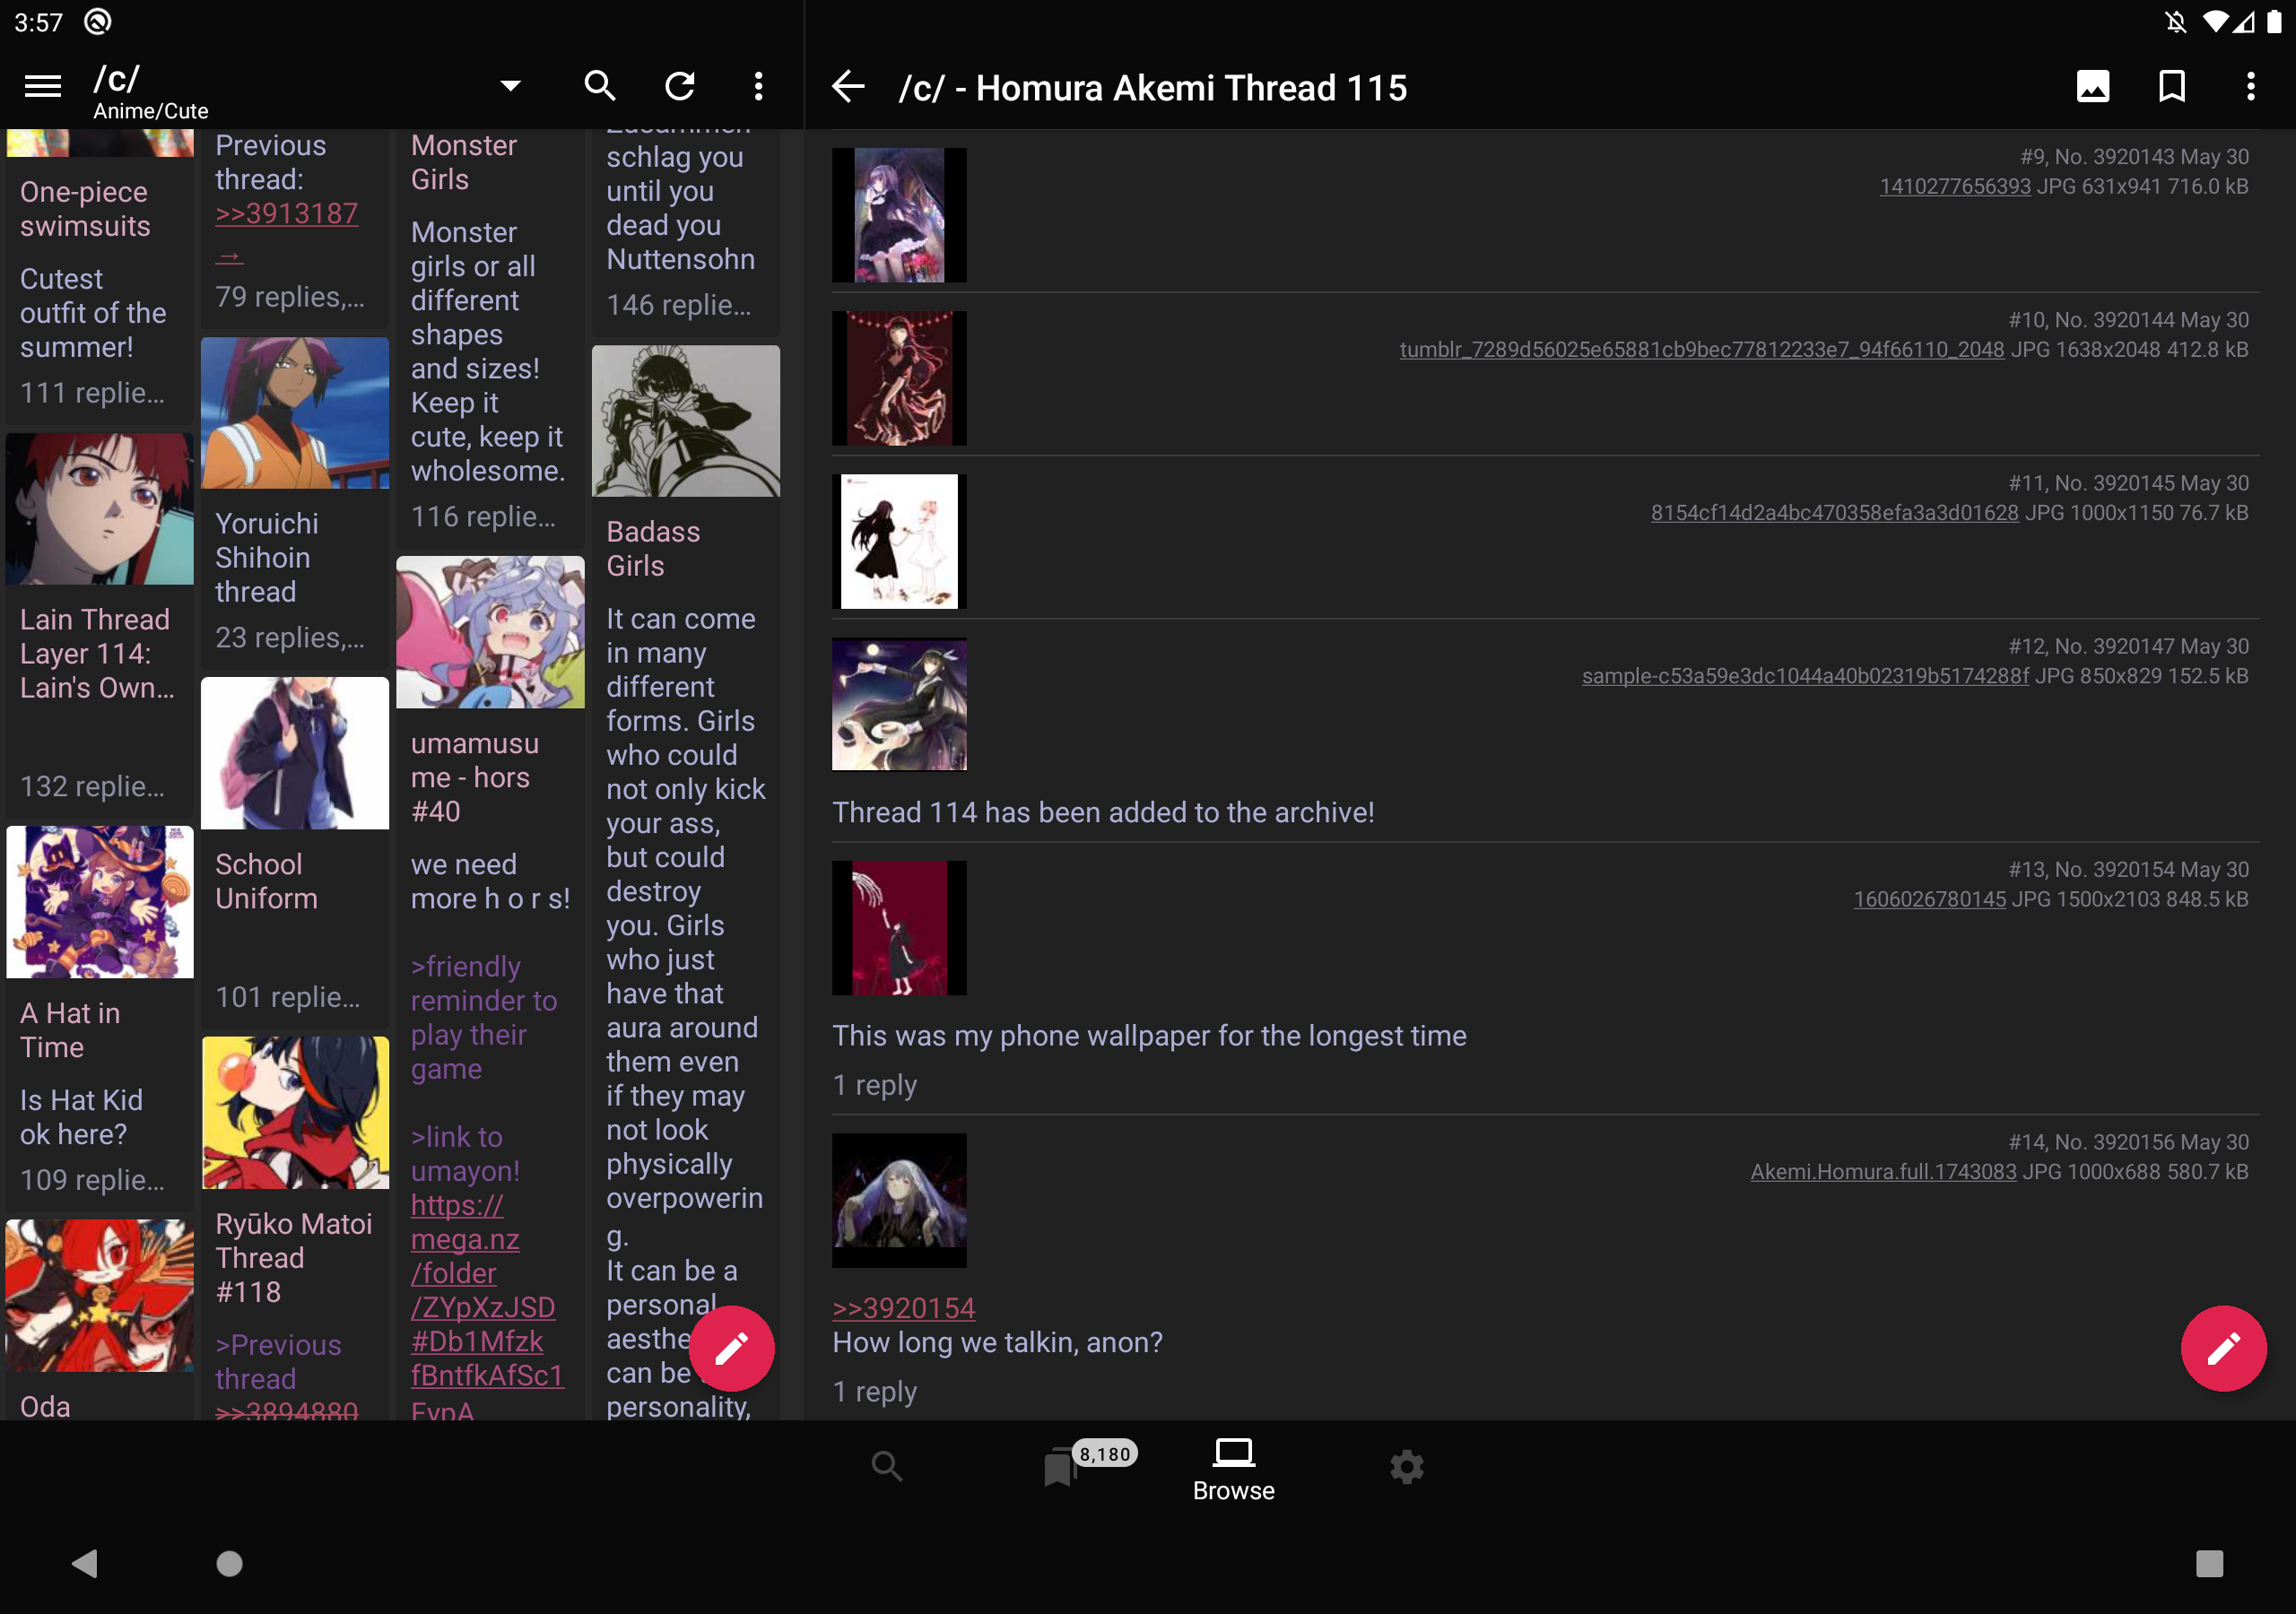 3:57
/c/
Anime/Cute
One-piece
swimsuits
Cutest
outfit of the
summer!
111 replie…
Lain Thread
Layer 114:
Lain's Own…
132 replie…
A Hat in
Time
Is Hat Kid
ok here?
109 replie…
Oda
Previous
thread:
>>3913187
→
79 replies,…
Yoruichi
Shihoin
thread
23 replies,…
School
Uniform
101 replie…
Ryūko Matoi
Thread
#118
>Previous
thread
>>3894880
Monster
Girls
Monster
girls or all
different
shapes
and sizes!
Keep it
cute, keep it
wholesome.
116 replie…
umamusu
me - hors
#40
we need
more h o r s!
>friendly
reminder to
play their
game
>link to
umayon!
https://
mega.nz
/folder
/ZYpXzJSD
#Db1Mfzk
fBntfkAfSc1
EvpA
Zusammen
schlag you
until you
dead you
Nuttensohn
146 replie…
Badass
Girls
It can come
in many
different
forms. Girls
who could
not only kick
your ass,
but could
destroy
you. Girls
who just
have that
aura around
them even
if they may
not look
physically
overpowerin
g.
It can be a
personal
aesthe
can be
personality,
/c/ - Homura Akemi Thread 115
#9, No. 3920143 May 30
1410277656393 JPG 631x941 716.0 kB
#10, No. 3920144 May 30
tumblr_7289d56025e65881cb9bec77812233e7_94f66110_2048 JPG 1638x2048 412.8 kB
#11, No. 3920145 May 30
8154cf14d2a4bc470358efa3a3d01628 JPG 1000x1150 76.7 kB
#12, No. 3920147 May 30
sample-c53a59e3dc1044a40b02319b5174288f JPG 850x829 152.5 kB
Thread 114 has been added to the archive!
#13, No. 3920154 May 30
1606026780145 JPG 1500x2103 848.5 kB
This was my phone wallpaper for the longest time
1 reply
#14, No. 3920156 May 30
Akemi.Homura.full.1743083 JPG 1000x688 580.7 kB
>>3920154
How long we talkin, anon?
1 reply
8,180
Browse